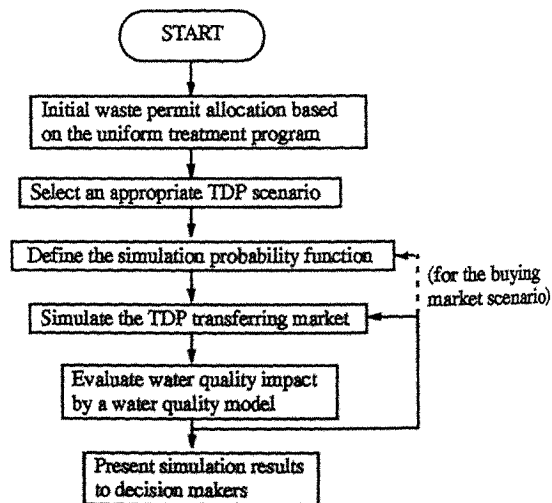 START
Initial waste permit allocation based
on the uniform treatment program
Select an appropriate TDP scenario
Define the simulation probability function
(for the buying
market scenario)
Simulate the TDP transferring market
Evaluate water quality impact
by a water quality model
Present simulation results
to decision makers